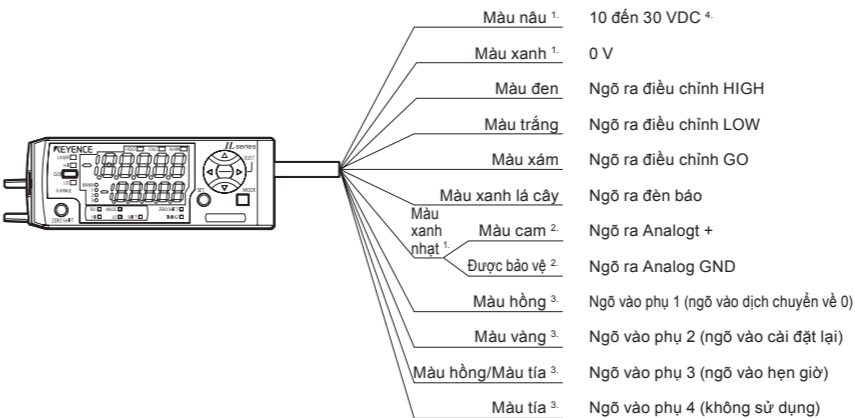 Màu nâu 1. 10 đến 30 VDC 4.
Màu xanh 1. 0 V
Màu đen Ngõ ra điều chỉnh HIGH
Màu trắng Ngõ ra điều chỉnh LOW
Màu xám Ngõ ra điều chỉnh GO
Màu xanh lá cây Ngõ ra đèn báo
Màu xanh nhạt 1.
Màu cam 2. Ngõ ra Analogt +
Được bảo vệ 2. Ngõ ra Analog GND
Màu hồng 3. Ngõ vào phụ 1 (ngõ vào dịch chuyển về 0)
Màu vàng 3. Ngõ vào phụ 2 (ngõ vào cài đặt lại)
Màu hồng/Màu tía 3. Ngõ vào phụ 3 (ngõ vào hẹn giờ)
Màu tía 3. Ngõ vào phụ 4 (không sử dụng)
KEYENCE
IL series
LASER
HI
GO
LO
ZERO SHIFT
SET
MODE